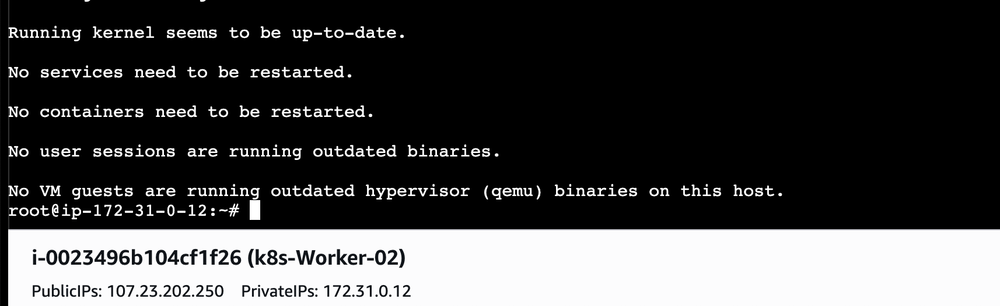 Running kernel seems to be up-to-date.
No services need to be restarted.
No containers need to be restarted.
No user sessions are running outdated binaries.
No VM guests are running outdated hypervisor (qemu) binaries on this host.
root@ip-172-31-0-12:~#
i-0023496b104cf1f26 (k8s-Worker-02)
PublicIPs: 107.23.202.250 PrivateIPs: 172.31.0.12